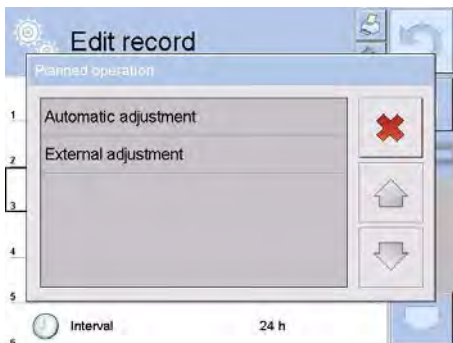 Edit record
Planned operation
1
Automatic adjustment
2
External adjustment
3
4
5
Interval 24 h
6